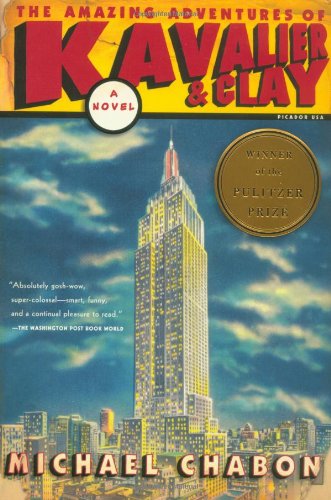 THE AMAZING ADVENTURES OF
KAVALIER
& CLAY
A
NOVEL
PICADOR USA
WINNER
of the
PULITZER
PRIZE
"Absolutely gosh-wow,
super-colossal—smart, funny,
and a continual pleasure to read."
—THE WASHINGTON POST BOOK WORLD
MICHAEL CHABON